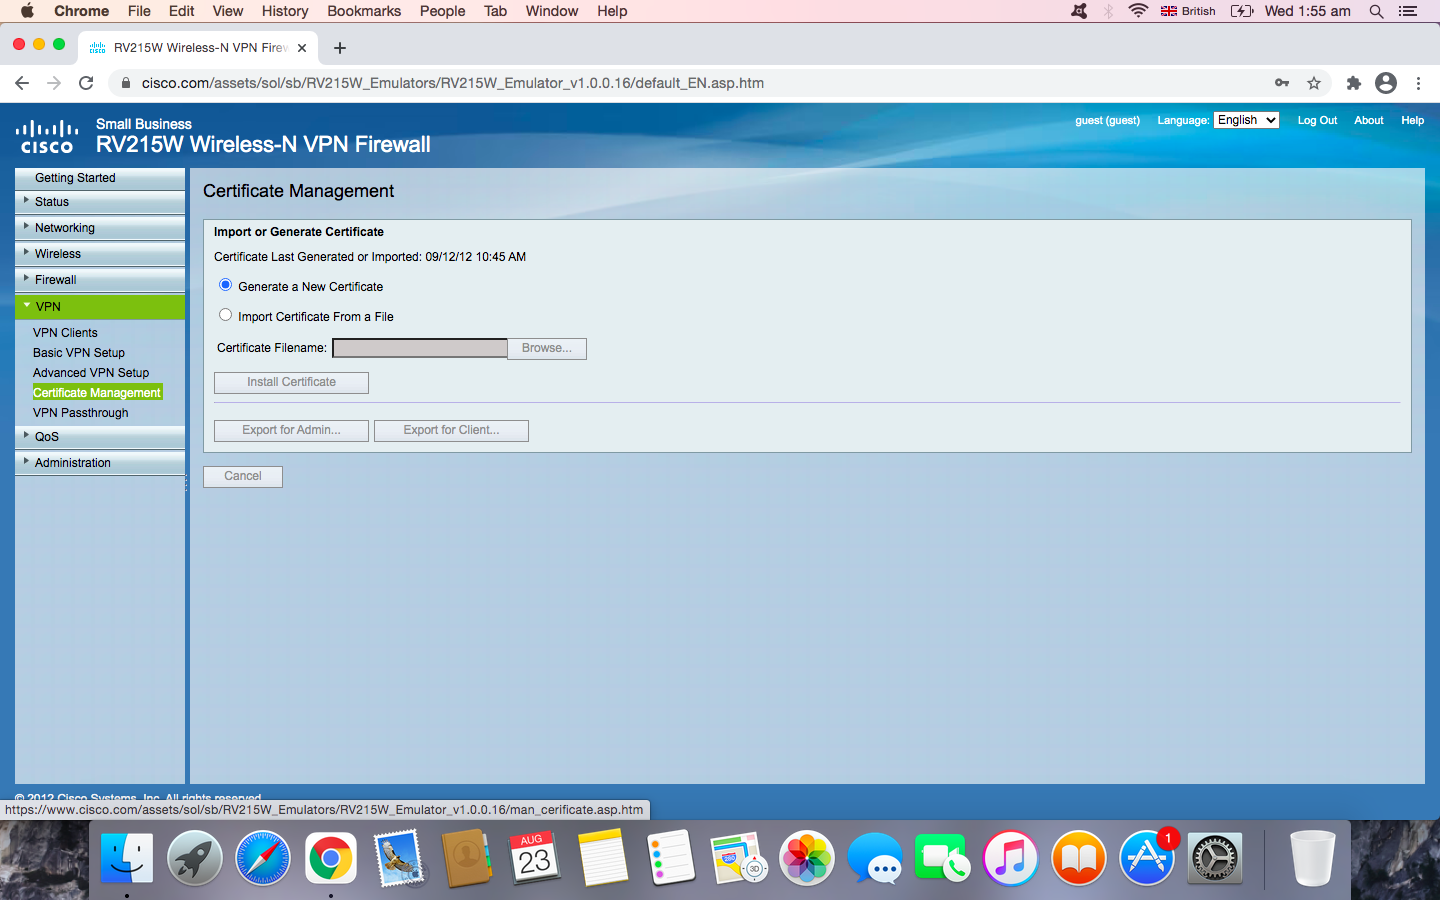 Chrome File Edit View History Bookmarks People Tab Window Help British Wed 1:55 am
RV215W Wireless-N VPN Firew
cisco.com/assets/sol/sb/RV215W_Emulators/RV215W_Emulator_v1.0.0.16/default_EN.asp.htm
cisco
Small Business
RV215W Wireless-N VPN Firewall
guest (guest) Language: English Log Out About Help
Getting Started
Status
Networking
Wireless
Firewall
VPN
VPN Clients
Basic VPN Setup
Advanced VPN Setup
Certificate Management
VPN Passthrough
QoS
Administration
Certificate Management
Import or Generate Certificate
Certificate Last Generated or Imported: 09/12/12 10:45 AM
Generate a New Certificate
Import Certificate From a File
Certificate Filename: Browse...
Install Certificate
Export for Admin... Export for Client...
Cancel
© 2012 Cisco Systems, Inc. All rights reserved.
https://www.cisco.com/assets/sol/sb/RV215W_Emulators/RV215W_Emulator_v1.0.0.16/man_cerificate.asp.htm
AUG
23
280
3D
1